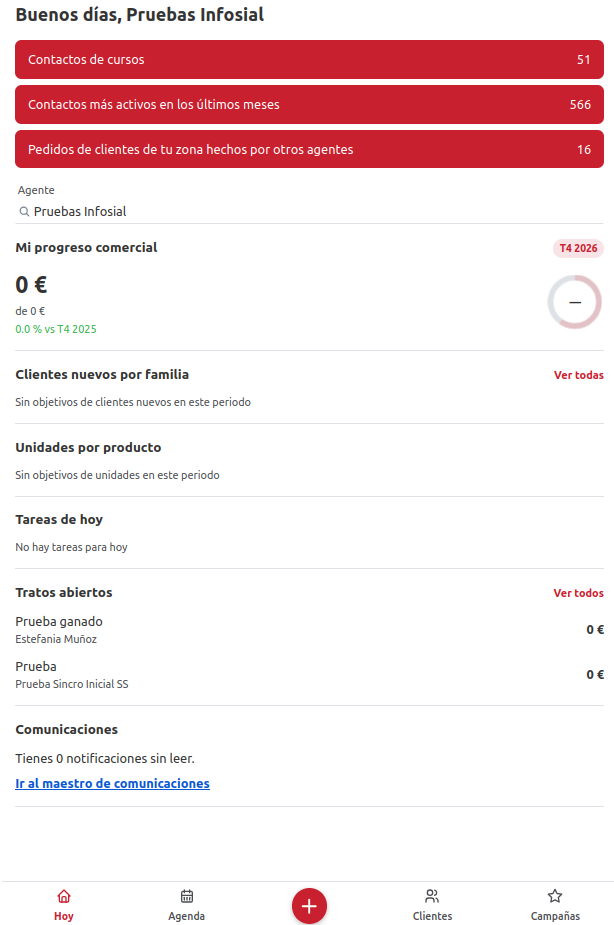 Buenos días, Pruebas Infosial
Contactos de cursos 51
Contactos más activos en los últimos meses 566
Pedidos de clientes de tu zona hechos por otros agentes 16
Agente
Pruebas Infosial
Mi progreso comercial T4 2026
0 €
de 0 €
0.0 % vs T4 2025
—
Clientes nuevos por familia Ver todas
Sin objetivos de clientes nuevos en este periodo
Unidades por producto
Sin objetivos de unidades en este periodo
Tareas de hoy
No hay tareas para hoy
Tratos abiertos Ver todos
Prueba ganado
Estefania Muñoz 0 €
Prueba
Prueba Sincro Inicial SS 0 €
Comunicaciones
Tienes 0 notificaciones sin leer.
Ir al maestro de comunicaciones
Hoy Agenda + Clientes Campañas